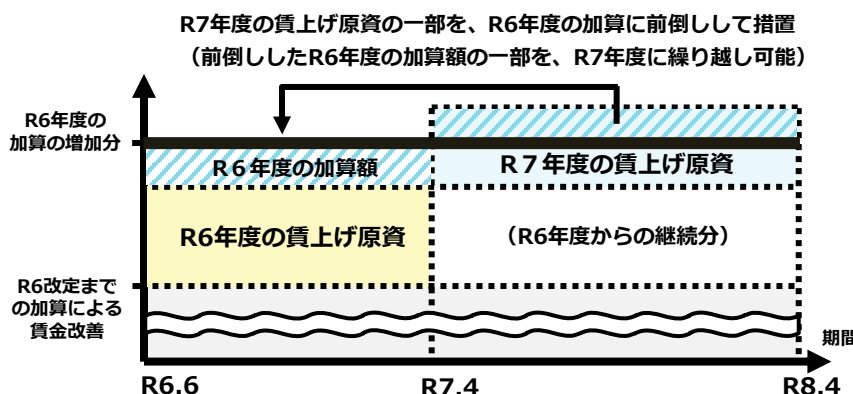 R7年度の賃上げ原資の一部を、R6年度の加算に前倒しして措置
（前倒ししたR6年度の加算額の一部を、R7年度に繰り越し可能）
R6年度の
加算の増加分
R６年度の加算額
R７年度の賃上げ原資
R6年度の賃上げ原資
（R6年度からの継続分）
R6改定まで
の加算による
賃金改善
期間
R6.6
R7.4
R8.4